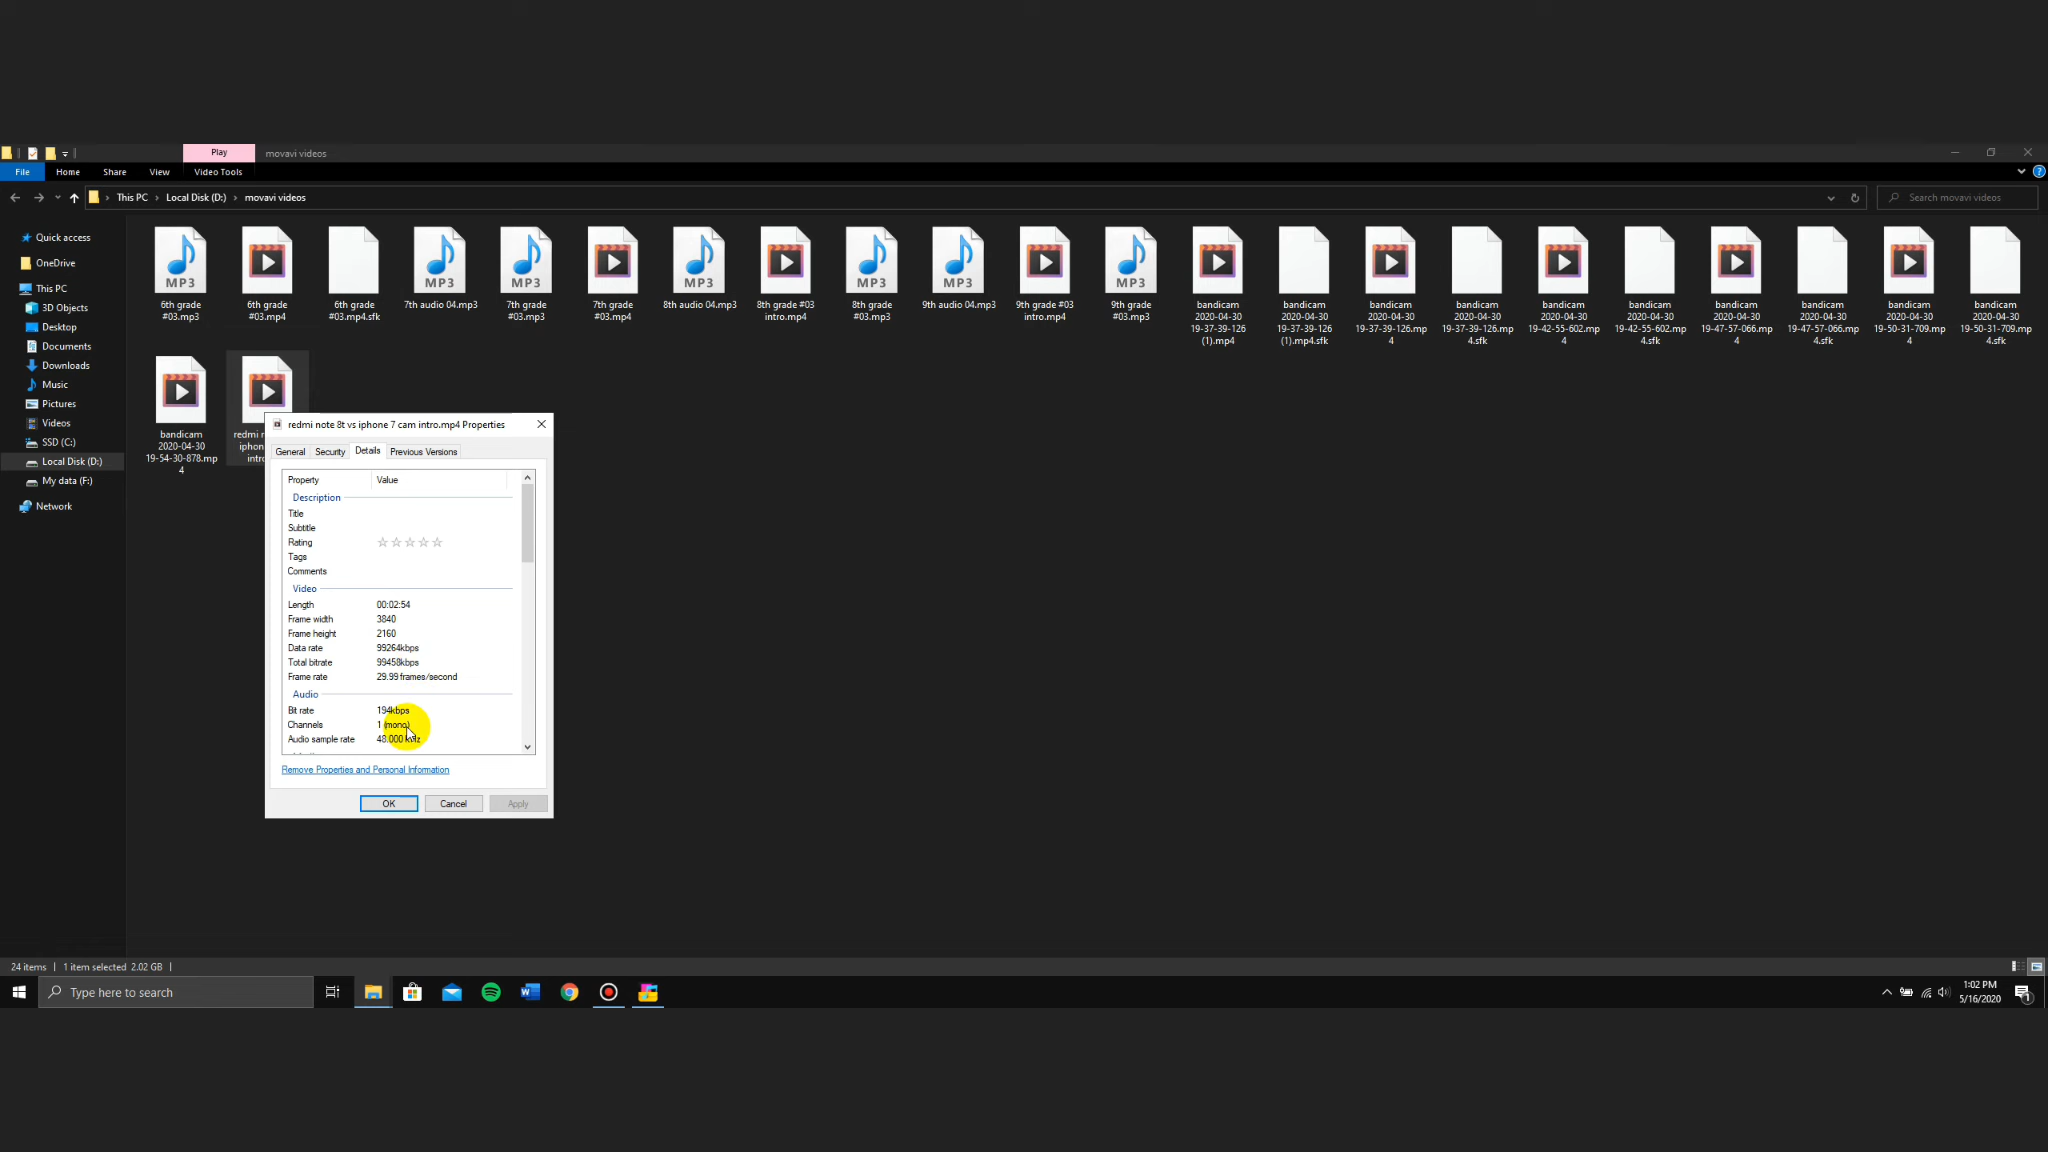 Play
movavi videos
File
Home
Share
View
Video Tools
This PC
Local Disk (D:)
movavi videos
Search movavi videos
Quick access
OneDrive
This PC
3D Objects
Desktop
Documents
Downloads
Music
Pictures
Videos
SSD (C:)
Local Disk (D:)
My data (F:)
Network
MP3
6th grade
#03.mp3
6th grade
#03.mp4
6th grade
#03.mp4.sfk
MP3
7th audio 04.mp3
MP3
7th grade
#03.mp3
7th grade
#03.mp4
MP3
8th audio 04.mp3
8th grade #03
intro.mp4
MP3
8th grade
#03.mp3
MP3
9th audio 04.mp3
9th grade #03
intro.mp4
MP3
9th grade
#03.mp3
bandicam
2020-04-30
19-37-39-126
(1).mp4
bandicam
2020-04-30
19-37-39-126
(1).mp4.sfk
bandicam
2020-04-30
19-37-39-126.mp
4
bandicam
2020-04-30
19-37-39-126.mp
4.sfk
bandicam
2020-04-30
19-42-55-602.mp
4
bandicam
2020-04-30
19-42-55-602.mp
4.sfk
bandicam
2020-04-30
19-47-57-066.mp
4
bandicam
2020-04-30
19-47-57-066.mp
4.sfk
bandicam
2020-04-30
19-50-31-709.mp
4
bandicam
2020-04-30
19-50-31-709.mp
4.sfk
bandicam
2020-04-30
19-54-30-878.mp
4
redmi n
iphon
intro
redmi note 8t vs iphone 7 cam intro.mp4 Properties
General
Security
Details
Previous Versions
Property Value
Description
Title
Subtitle
Rating
Tags
Comments
Video
Length 00:02:54
Frame width 3840
Frame height 2160
Data rate 99264kbps
Total bitrate 99458kbps
Frame rate 29.99 frames/second
Audio
Bit rate 194kbps
Channels 1 (mono)
Audio sample rate 48.000 kHz
Remove Properties and Personal Information
OK
Cancel
Apply
24 items
1 item selected 2.02 GB
Type here to search
1:02 PM
5/16/2020
1